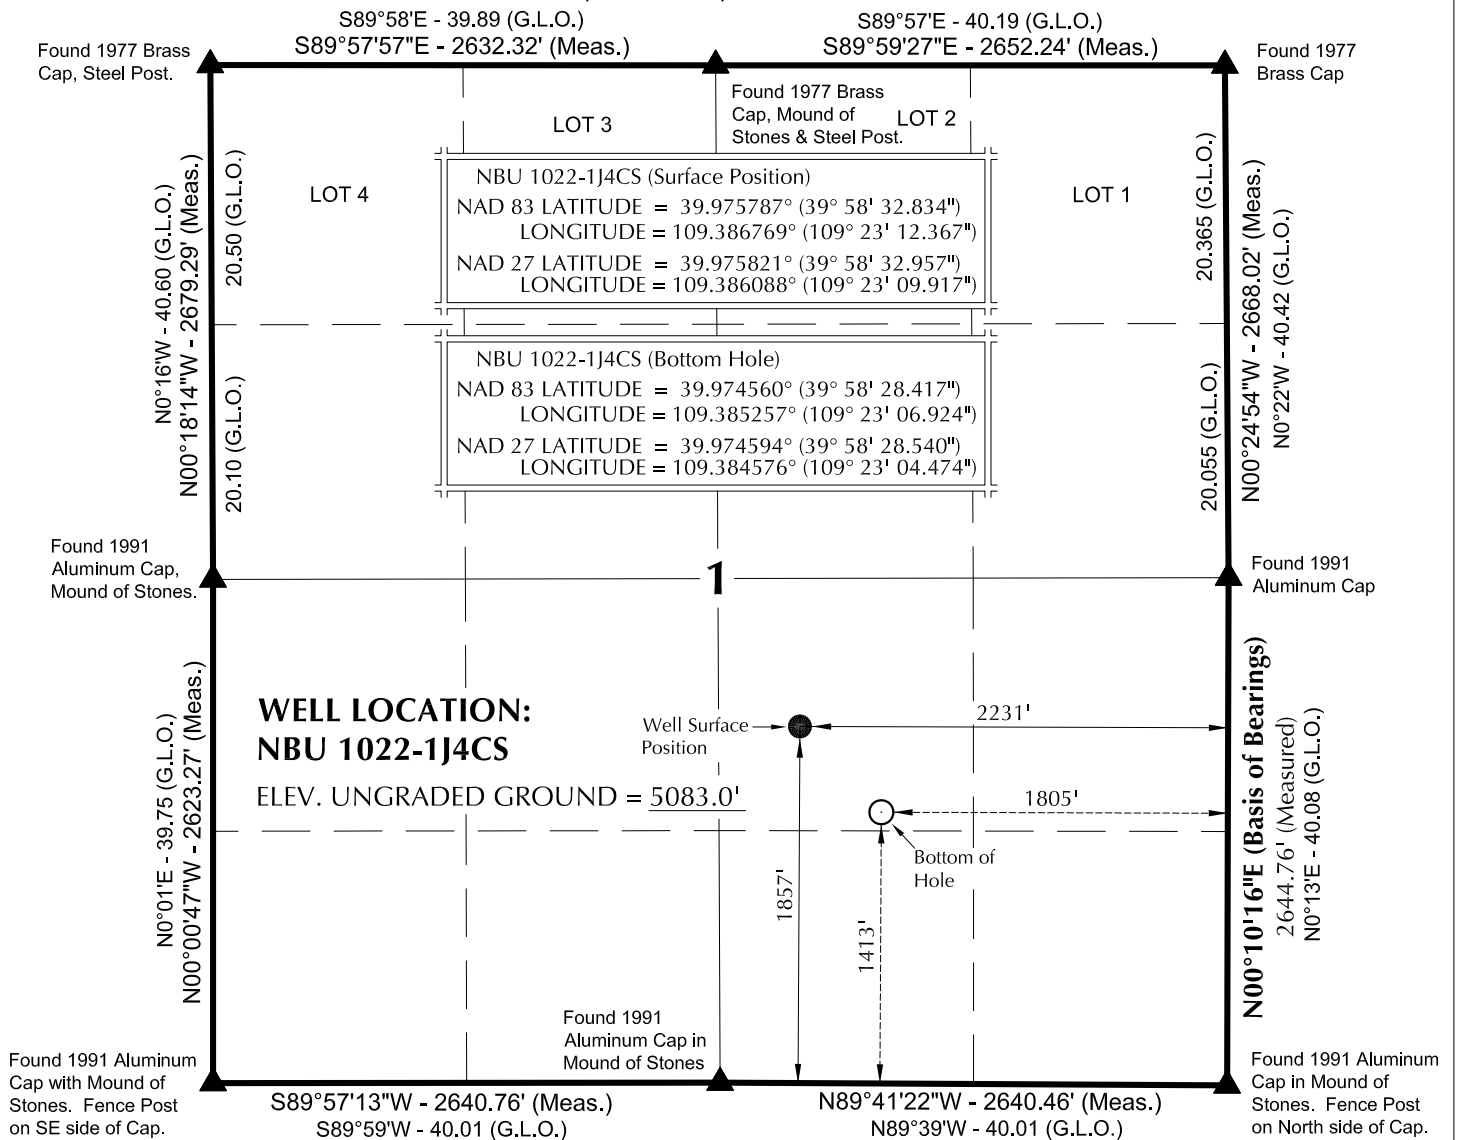 S89°58'E - 39.89 (G.L.O.)
S89°57'57"E - 2632.32' (Meas.)
S89°57'E - 40.19 (G.L.O.)
S89°59'27"E - 2652.24' (Meas.)
Found 1977 Brass
Cap, Steel Post.
Found 1977
Brass Cap
Found 1977 Brass
Cap, Mound of
Stones & Steel Post.
LOT 3
LOT 2
LOT 4
LOT 1
N0°16'W - 40.60 (G.L.O.)
N00°18'14"W - 2679.29' (Meas.)
20.50 (G.L.O.)
20.10 (G.L.O.)
20.365 (G.L.O.)
20.055 (G.L.O.)
N00°24'54"W - 2668.02' (Meas.)
N0°22'W - 40.42 (G.L.O.)
NBU 1022-1J4CS (Surface Position)
NAD 83 LATITUDE = 39.975787° (39° 58' 32.834")
LONGITUDE = 109.386769° (109° 23' 12.367")
NAD 27 LATITUDE = 39.975821° (39° 58' 32.957")
LONGITUDE = 109.386088° (109° 23' 09.917")
NBU 1022-1J4CS (Bottom Hole)
NAD 83 LATITUDE = 39.974560° (39° 58' 28.417")
LONGITUDE = 109.385257° (109° 23' 06.924")
NAD 27 LATITUDE = 39.974594° (39° 58' 28.540")
LONGITUDE = 109.384576° (109° 23' 04.474")
Found 1991
Aluminum Cap,
Mound of Stones.
1
Found 1991
Aluminum Cap
WELL LOCATION:
NBU 1022-1J4CS
ELEV. UNGRADED GROUND = 5083.0'
Well Surface
Position
2231'
1805'
Bottom of
Hole
1857'
1413'
N0°01'E - 39.75 (G.L.O.)
N00°00'47"W - 2623.27' (Meas.)
N00°10'16"E (Basis of Bearings)
2644.76' (Measured)
N0°13'E - 40.08 (G.L.O.)
Found 1991
Aluminum Cap in
Mound of Stones
Found 1991 Aluminum
Cap with Mound of
Stones. Fence Post
on SE side of Cap.
Found 1991 Aluminum
Cap in Mound of
Stones. Fence Post
on North side of Cap.
S89°57'13"W - 2640.76' (Meas.)
S89°59'W - 40.01 (G.L.O.)
N89°41'22"W - 2640.46' (Meas.)
N89°39'W - 40.01 (G.L.O.)